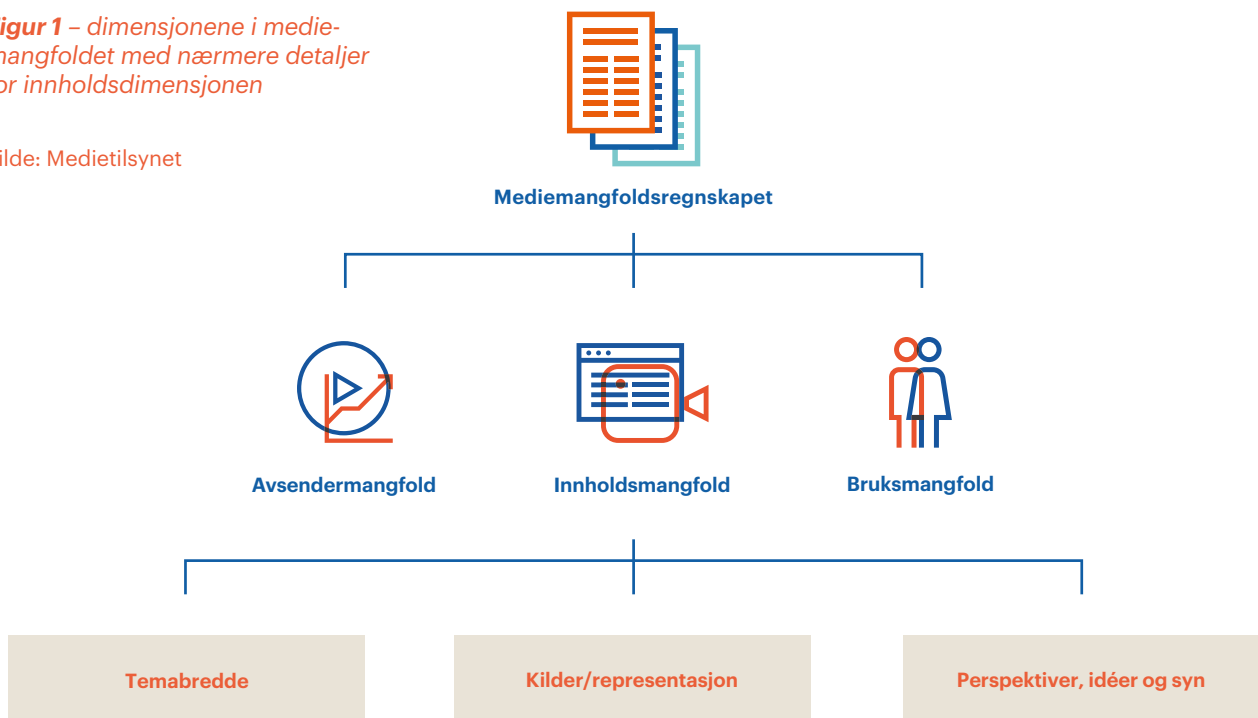 igur 1 – dimensjonene i medie-
nangfoldet med nærmere detaljer
or innholdsdimensjonen
ilde: Medietilsynet
Mediemangfoldsregnskapet
Avsendermangfold
Innholdsmangfold
Bruksmangfold
Temabredde
Kilder/representasjon
Perspektiver, idéer og syn